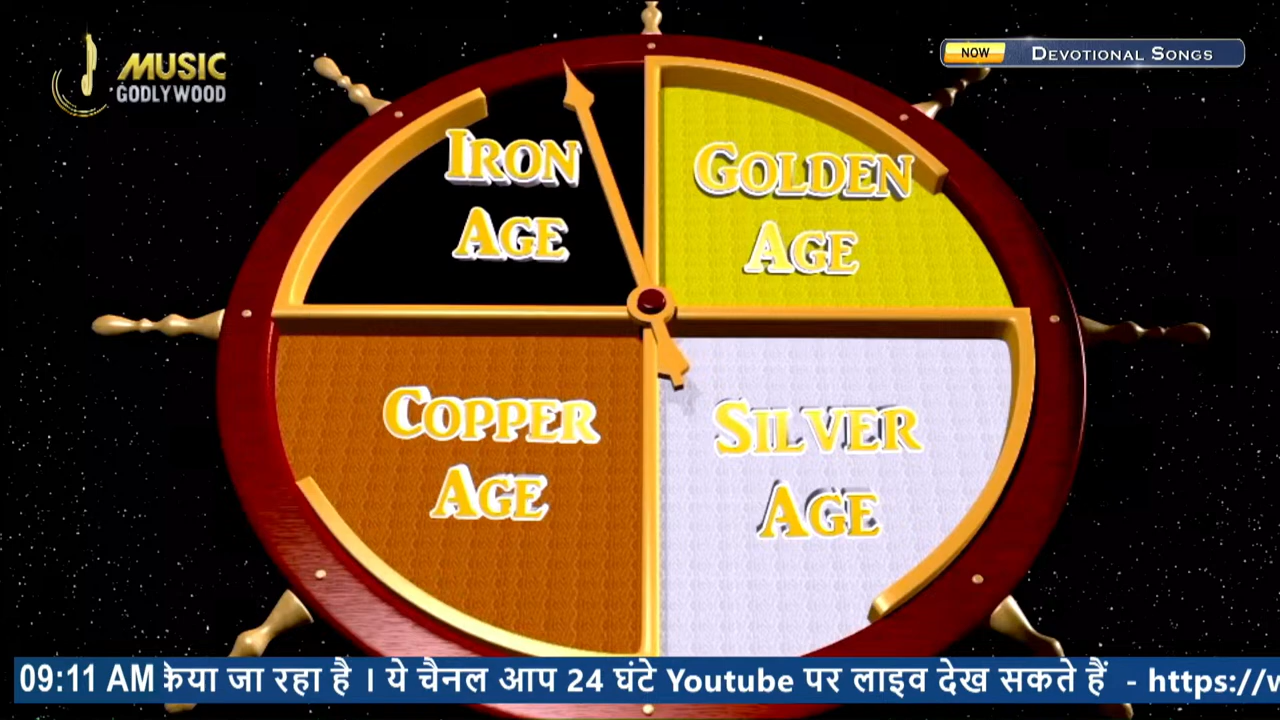 MUSIC
GODLYWOOD
NOW DEVOTIONAL SONGS
IRON
AGE
GOLDEN
AGE
COPPER
AGE
SILVER
AGE
09:11 AM किया जा रहा है । ये चैनल आप 24 घंटे Youtube पर लाइव देख सकते हैं - https://w